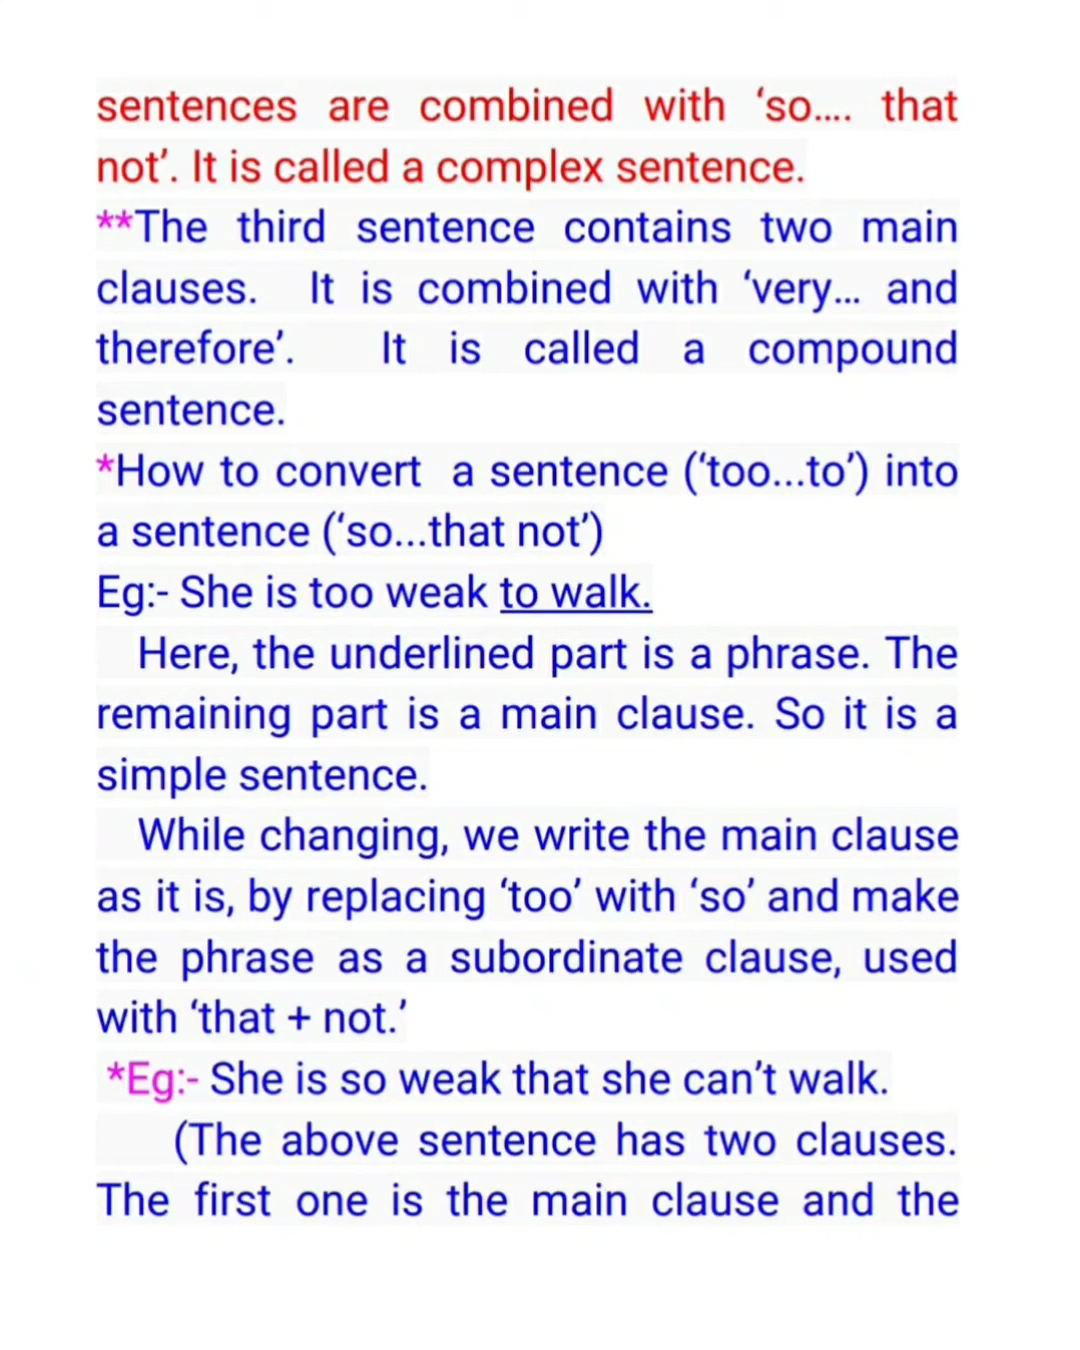 sentences are combined with ‘so.... that
not’. It is called a complex sentence.
**The third sentence contains two main
clauses. It is combined with ‘very... and
therefore’. It is called a compound
sentence.
*How to convert a sentence (‘too...to’) into
a sentence (‘so...that not’)
Eg:- She is too weak to walk.
Here, the underlined part is a phrase. The
remaining part is a main clause. So it is a
simple sentence.
While changing, we write the main clause
as it is, by replacing ‘too’ with ‘so’ and make
the phrase as a subordinate clause, used
with ‘that + not.’
*Eg:- She is so weak that she can’t walk.
(The above sentence has two clauses.
The first one is the main clause and the